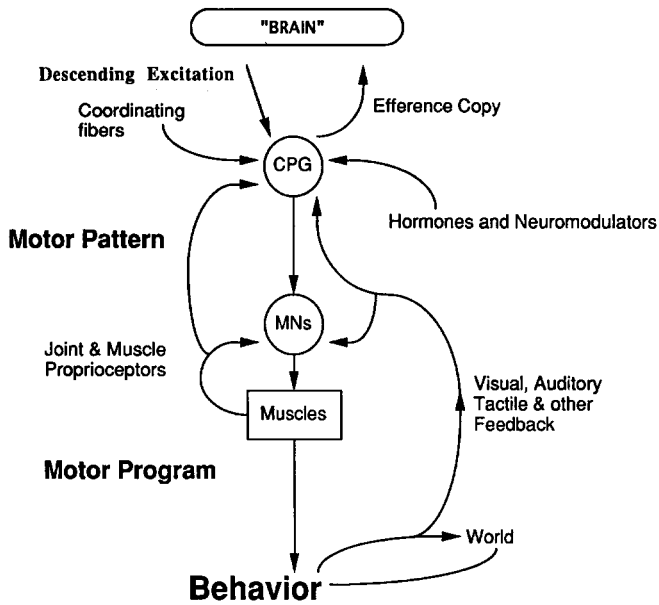 "BRAIN"
Descending Excitation
Coordinating
fibers
Efference Copy
CPG
Hormones and Neuromodulators
Motor Pattern
MNs
Joint & Muscle
Proprioceptors
Muscles
Visual, Auditory
Tactile & other
Feedback
Motor Program
World
Behavior